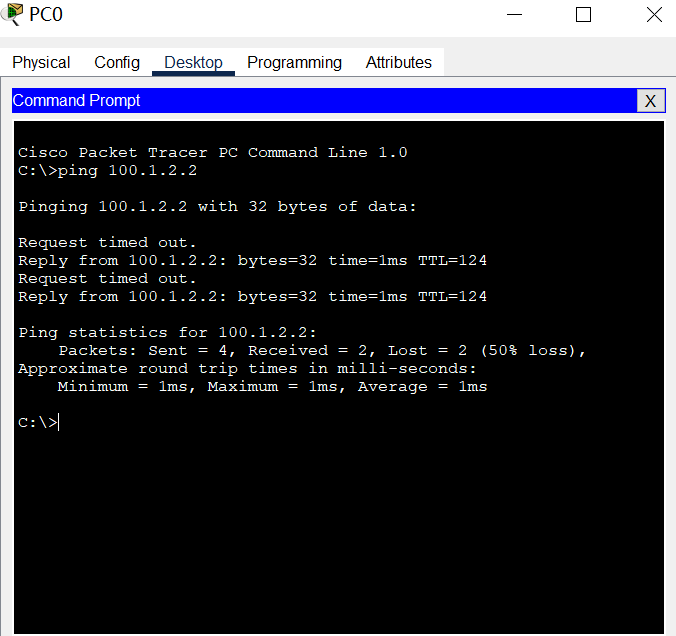 PC0
Physical Config Desktop Programming Attributes
Command Prompt X
Cisco Packet Tracer PC Command Line 1.0
C:\>ping 100.1.2.2
Pinging 100.1.2.2 with 32 bytes of data:
Request timed out.
Reply from 100.1.2.2: bytes=32 time=1ms TTL=124
Request timed out.
Reply from 100.1.2.2: bytes=32 time=1ms TTL=124
Ping statistics for 100.1.2.2:
    Packets: Sent = 4, Received = 2, Lost = 2 (50% loss),
Approximate round trip times in milli-seconds:
    Minimum = 1ms, Maximum = 1ms, Average = 1ms
C:\>